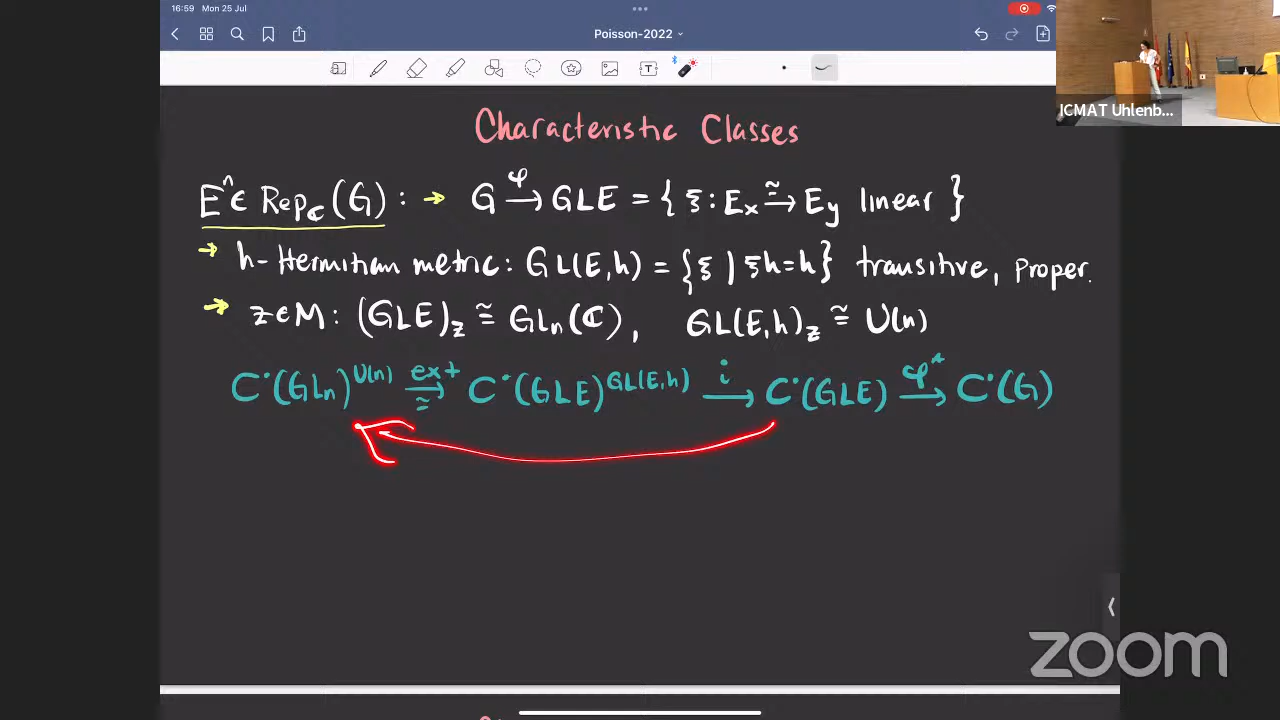 16:59 Mon 25 Jul
Poisson-2022
ICMAT Uhlenb...
Characteristic Classes
Eⁿ ∈ Rep_C(G) : → G →^φ GLE = { ξ : E_x →^≅ E_y linear }
→ h - Hermitian metric : GL(E,h) = { ξ | ξh=h } transitive, proper.
→ z∈M : (GLE)_z ≅ GL_n(ℂ), GL(E,h)_z ≅ U(n)
C^•(GL_n)^{U(n)} →^{ext}_≅ C^•(GLE)^{GL(E,h)} →^i C^•(GLE) →^{φ*} C^•(G)
zoom